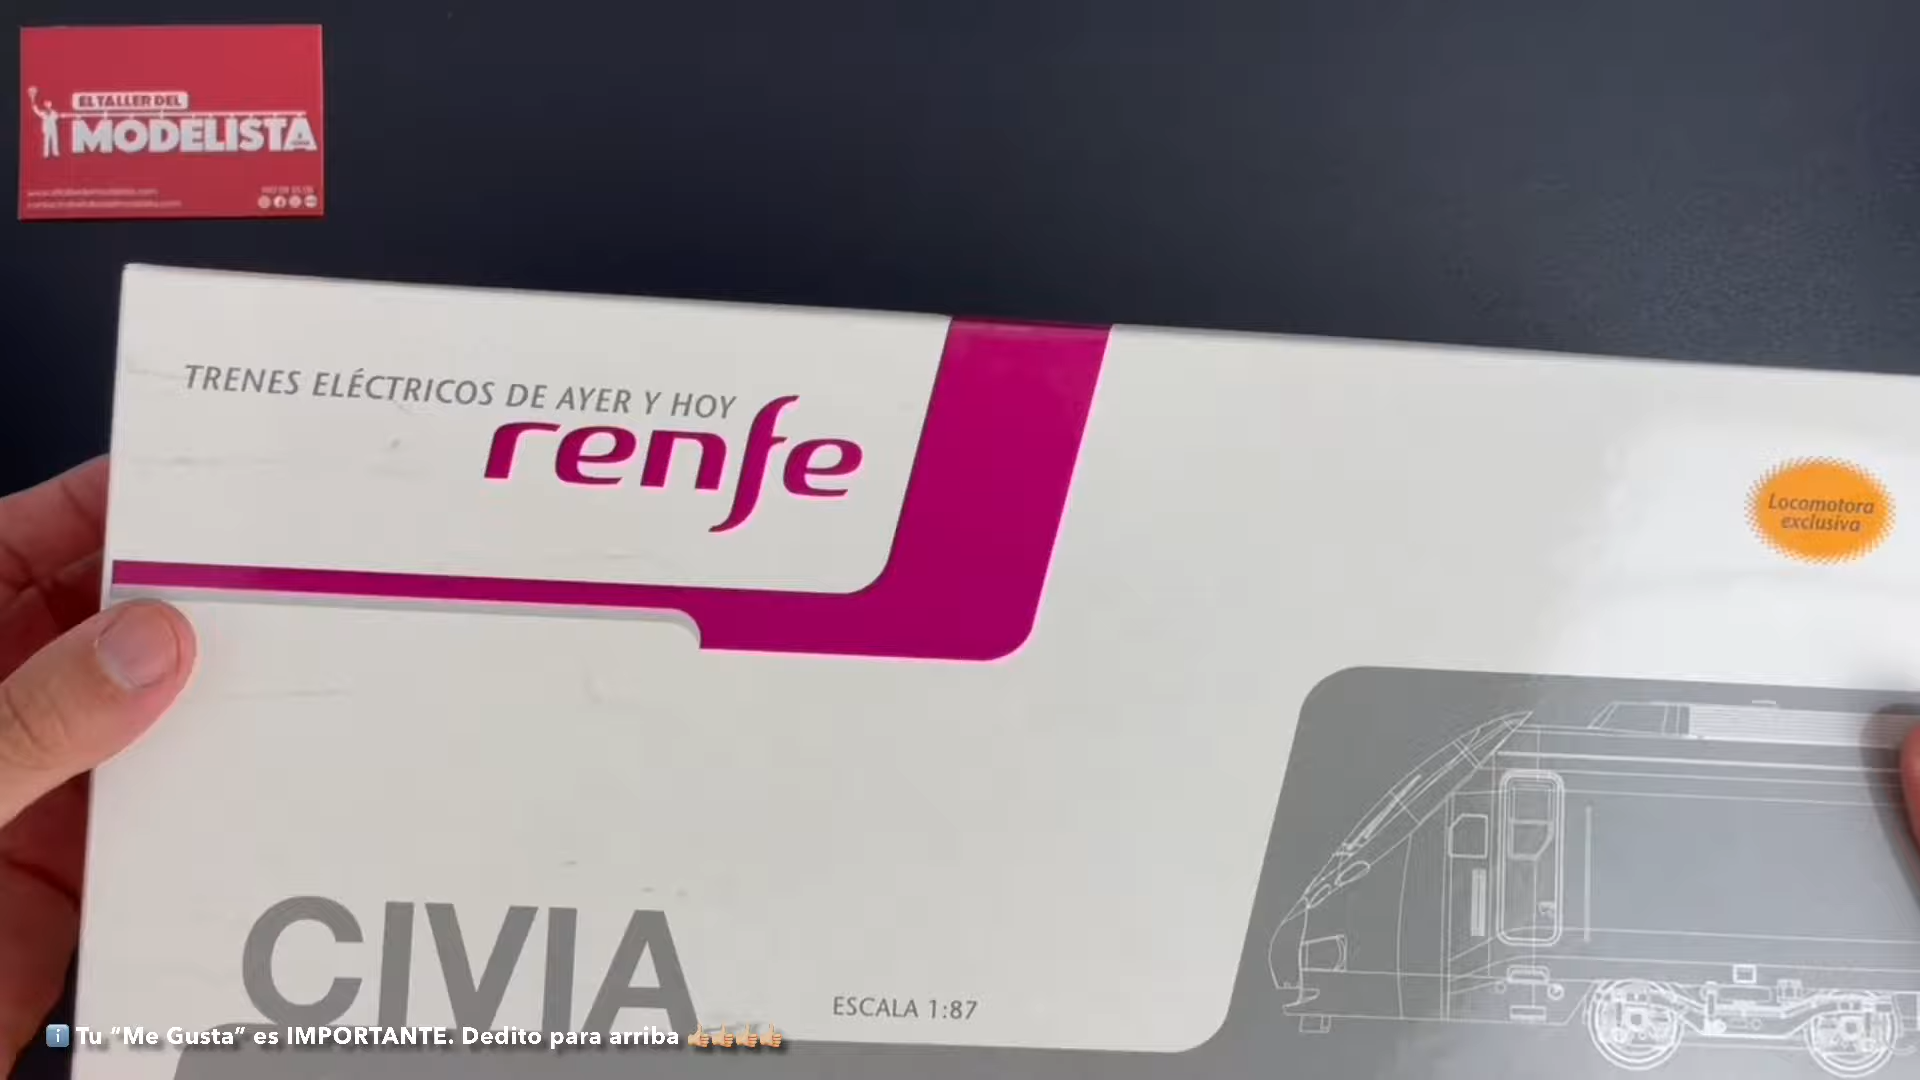 EL TALLER DEL
MODELISTA
TRENES ELÉCTRICOS DE AYER Y HOY
renfe
Locomotora
exclusiva
CIVIA
ESCALA 1:87
ℹ️ Tu “Me Gusta” es IMPORTANTE. Dedito para arriba 👍🏼👍🏼👍🏼👍🏼